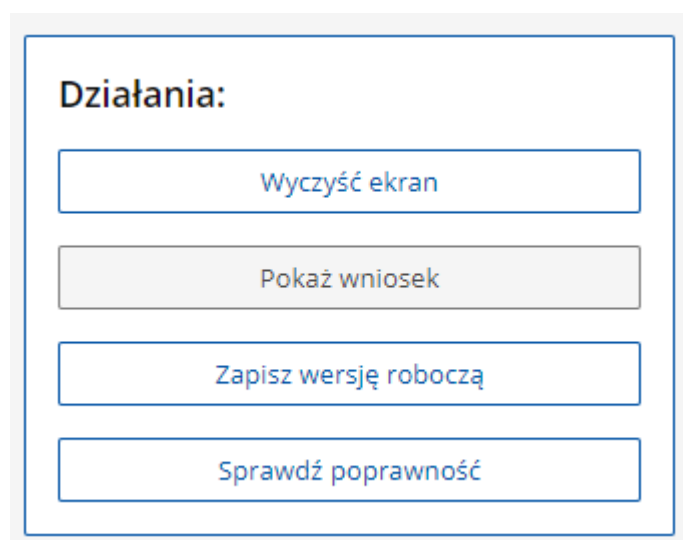 Działania:
Wyczyść ekran
Pokaż wniosek
Zapisz wersję roboczą
Sprawdź poprawność